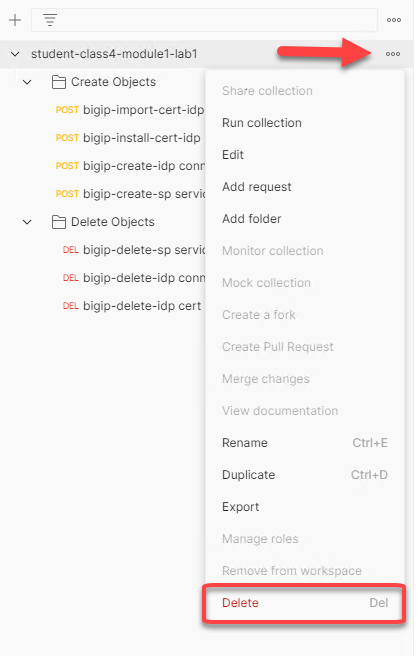 student-class4-module1-lab1
Create Objects
POST bigip-import-cert-idp
POST bigip-install-cert-idp
POST bigip-create-idp conn
POST bigip-create-sp servic
Delete Objects
DEL bigip-delete-sp servic
DEL bigip-delete-idp conn
DEL bigip-delete-idp cert
Share collection
Run collection
Edit
Add request
Add folder
Monitor collection
Mock collection
Create a fork
Create Pull Request
Merge changes
View documentation
Rename Ctrl+E
Duplicate Ctrl+D
Export
Manage roles
Remove from workspace
Delete Del